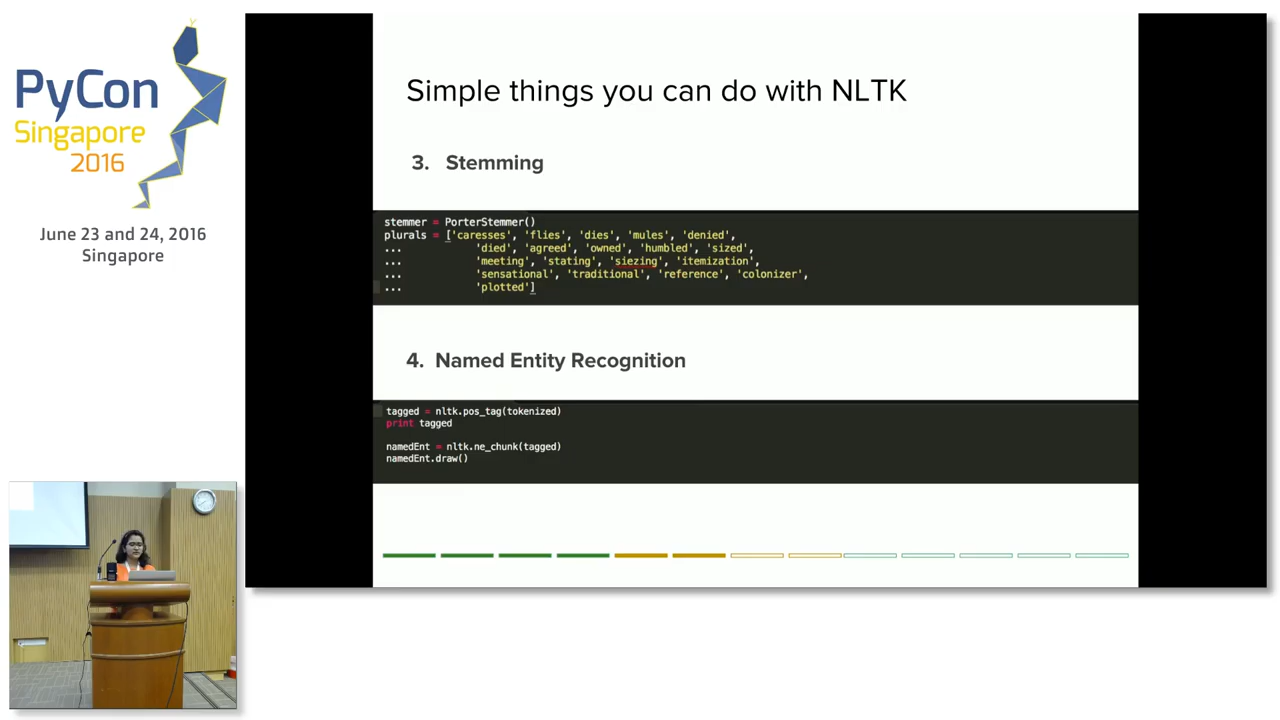 PyCon
Singapore
2016
June 23 and 24, 2016
Singapore
Simple things you can do with NLTK
3. Stemming
stemmer = PorterStemmer()
plurals = ['caresses', 'flies', 'dies', 'mules', 'denied',
... 'died', 'agreed', 'owned', 'humbled', 'sized',
... 'meeting', 'stating', 'siezing', 'itemization',
... 'sensational', 'traditional', 'reference', 'colonizer',
... 'plotted']
4. Named Entity Recognition
tagged = nltk.pos_tag(tokenized)
print tagged
namedEnt = nltk.ne_chunk(tagged)
namedEnt.draw()